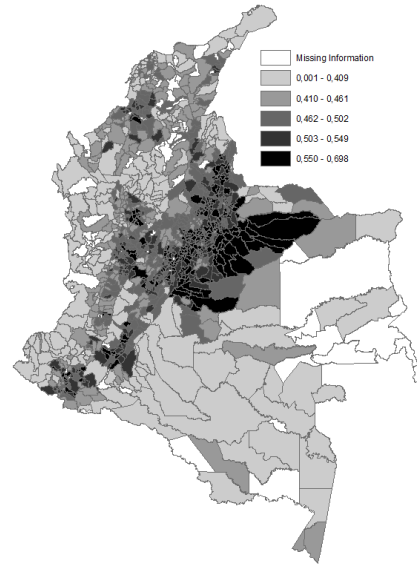 Missing Information
0,001 - 0,409
0,410 - 0,461
0,462 - 0,502
0,503 - 0,549
0,550 - 0,698